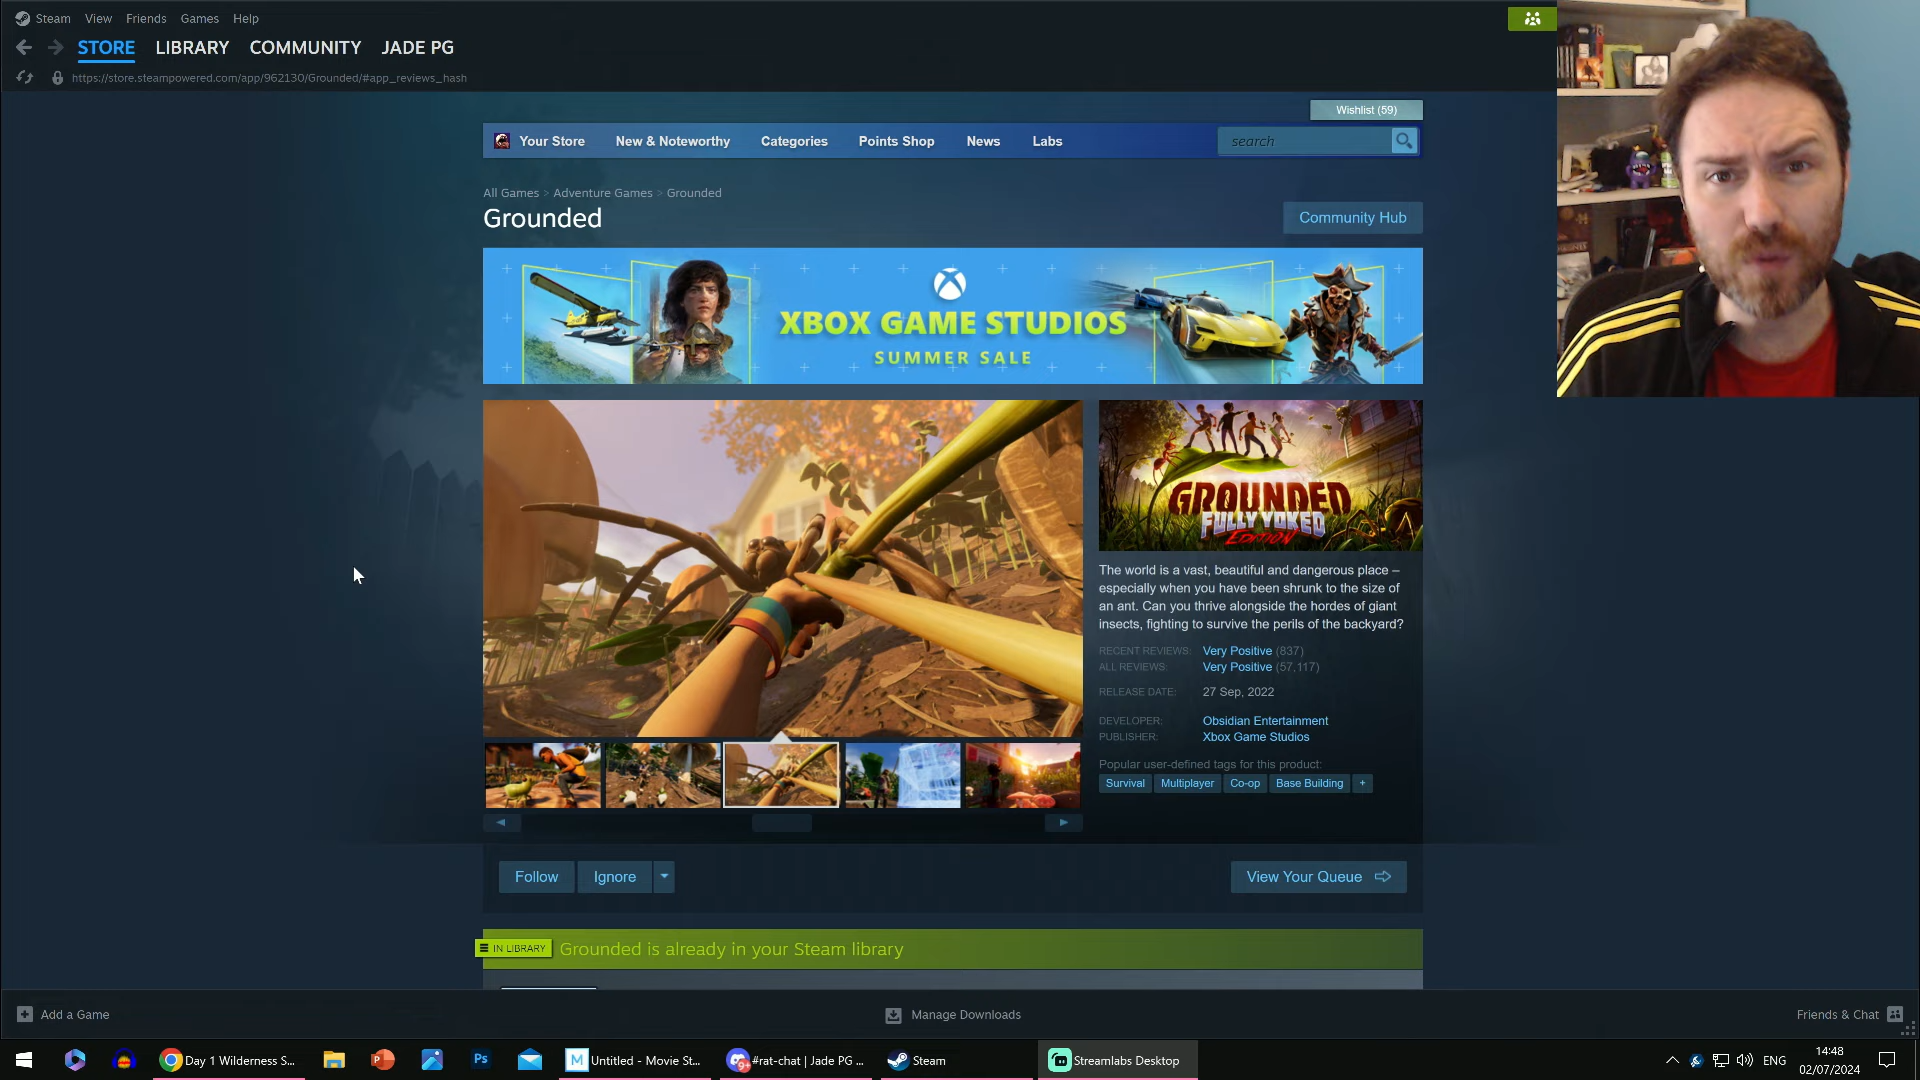 Steam View Friends Games Help
STORE LIBRARY COMMUNITY JADE PG
https://store.steampowered.com/app/962130/Grounded/#app_reviews_hash
Wishlist (59)
Your Store New & Noteworthy Categories Points Shop News Labs search
All Games > Adventure Games > Grounded
Grounded
Community Hub
XBOX GAME STUDIOS
SUMMER SALE
GROUNDED
FULLY YOKED
EDITION
The world is a vast, beautiful and dangerous place –
especially when you have been shrunk to the size of
an ant. Can you thrive alongside the hordes of giant
insects, fighting to survive the perils of the backyard?
RECENT REVIEWS: Very Positive (837)
ALL REVIEWS: Very Positive (57,117)
RELEASE DATE: 27 Sep, 2022
DEVELOPER: Obsidian Entertainment
PUBLISHER: Xbox Game Studios
Popular user-defined tags for this product:
Survival Multiplayer Co-op Base Building +
Follow Ignore View Your Queue
IN LIBRARY Grounded is already in your Steam library
Add a Game Manage Downloads Friends & Chat
Day 1 Wilderness S... Ps M Untitled - Movie St... 9+ #rat-chat | Jade PG ... Steam Streamlabs Desktop ENG 14:48
02/07/2024